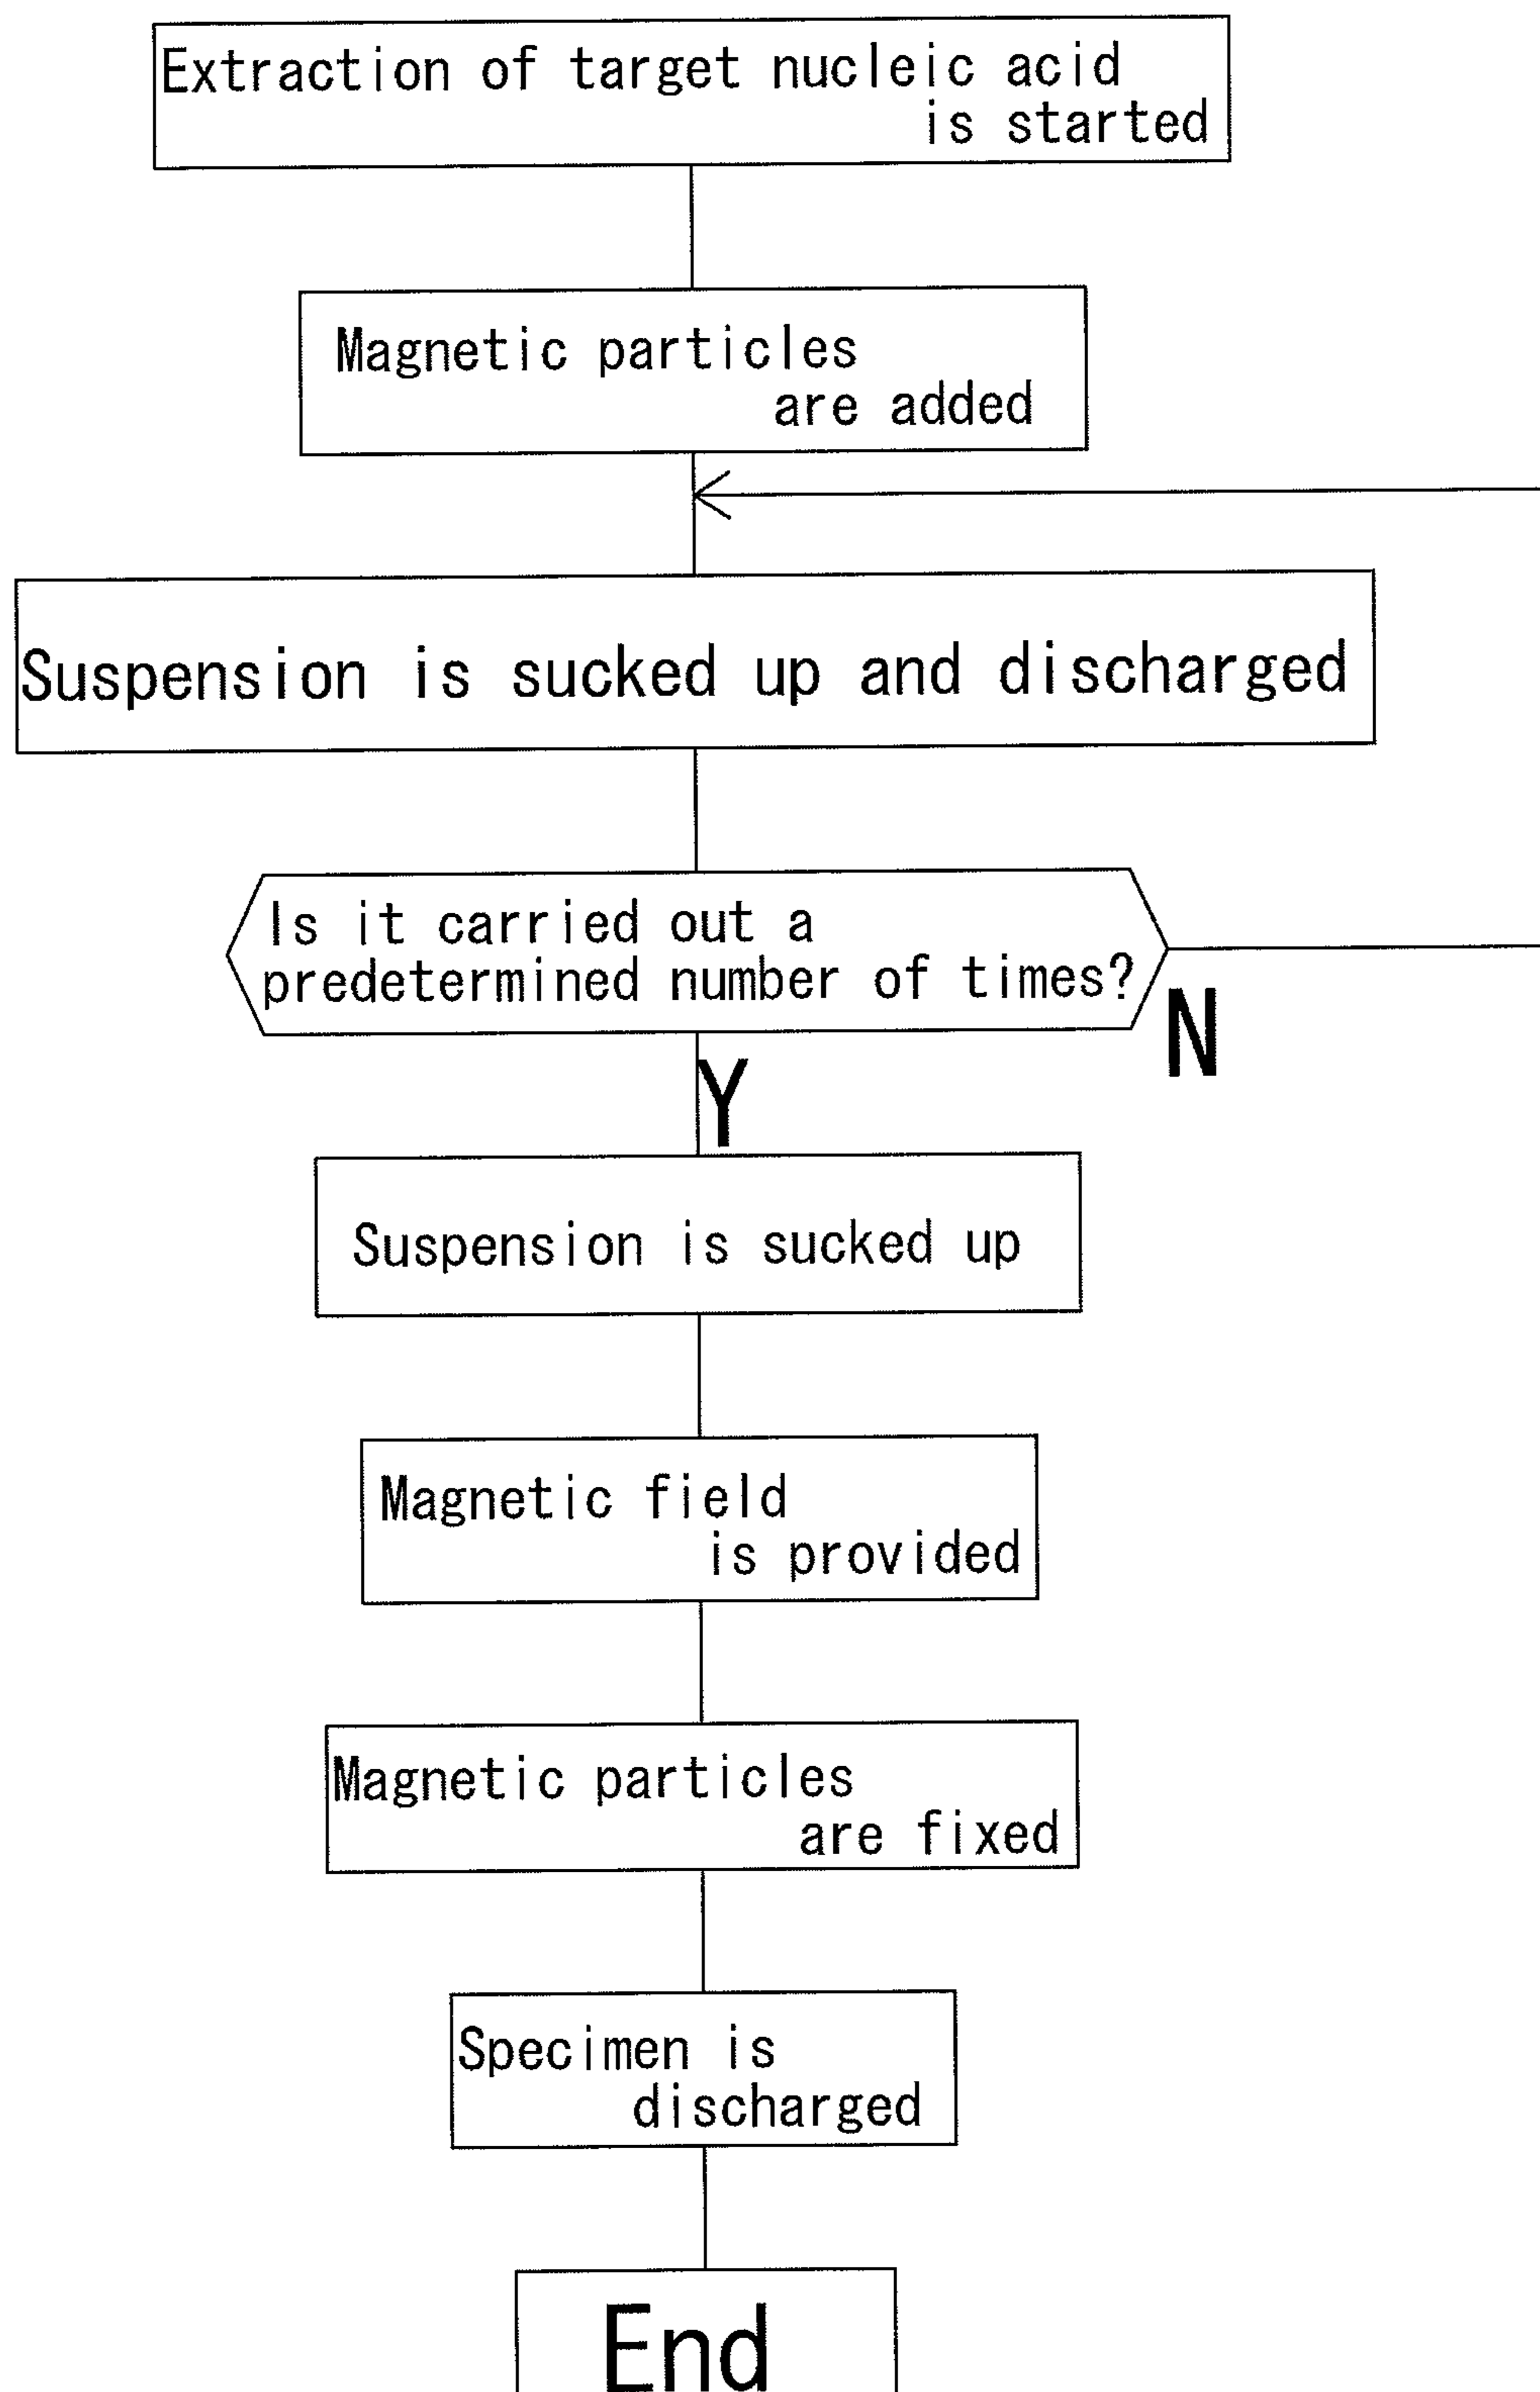 Extraction of target nucleic acid
is started
Magnetic particles
are added
Suspension is sucked up and discharged
Is it carried out a
predetermined number of times?
N
Y
Suspension is sucked up
Magnetic field
is provided
Magnetic particles
are fixed
Specimen is
discharged
End